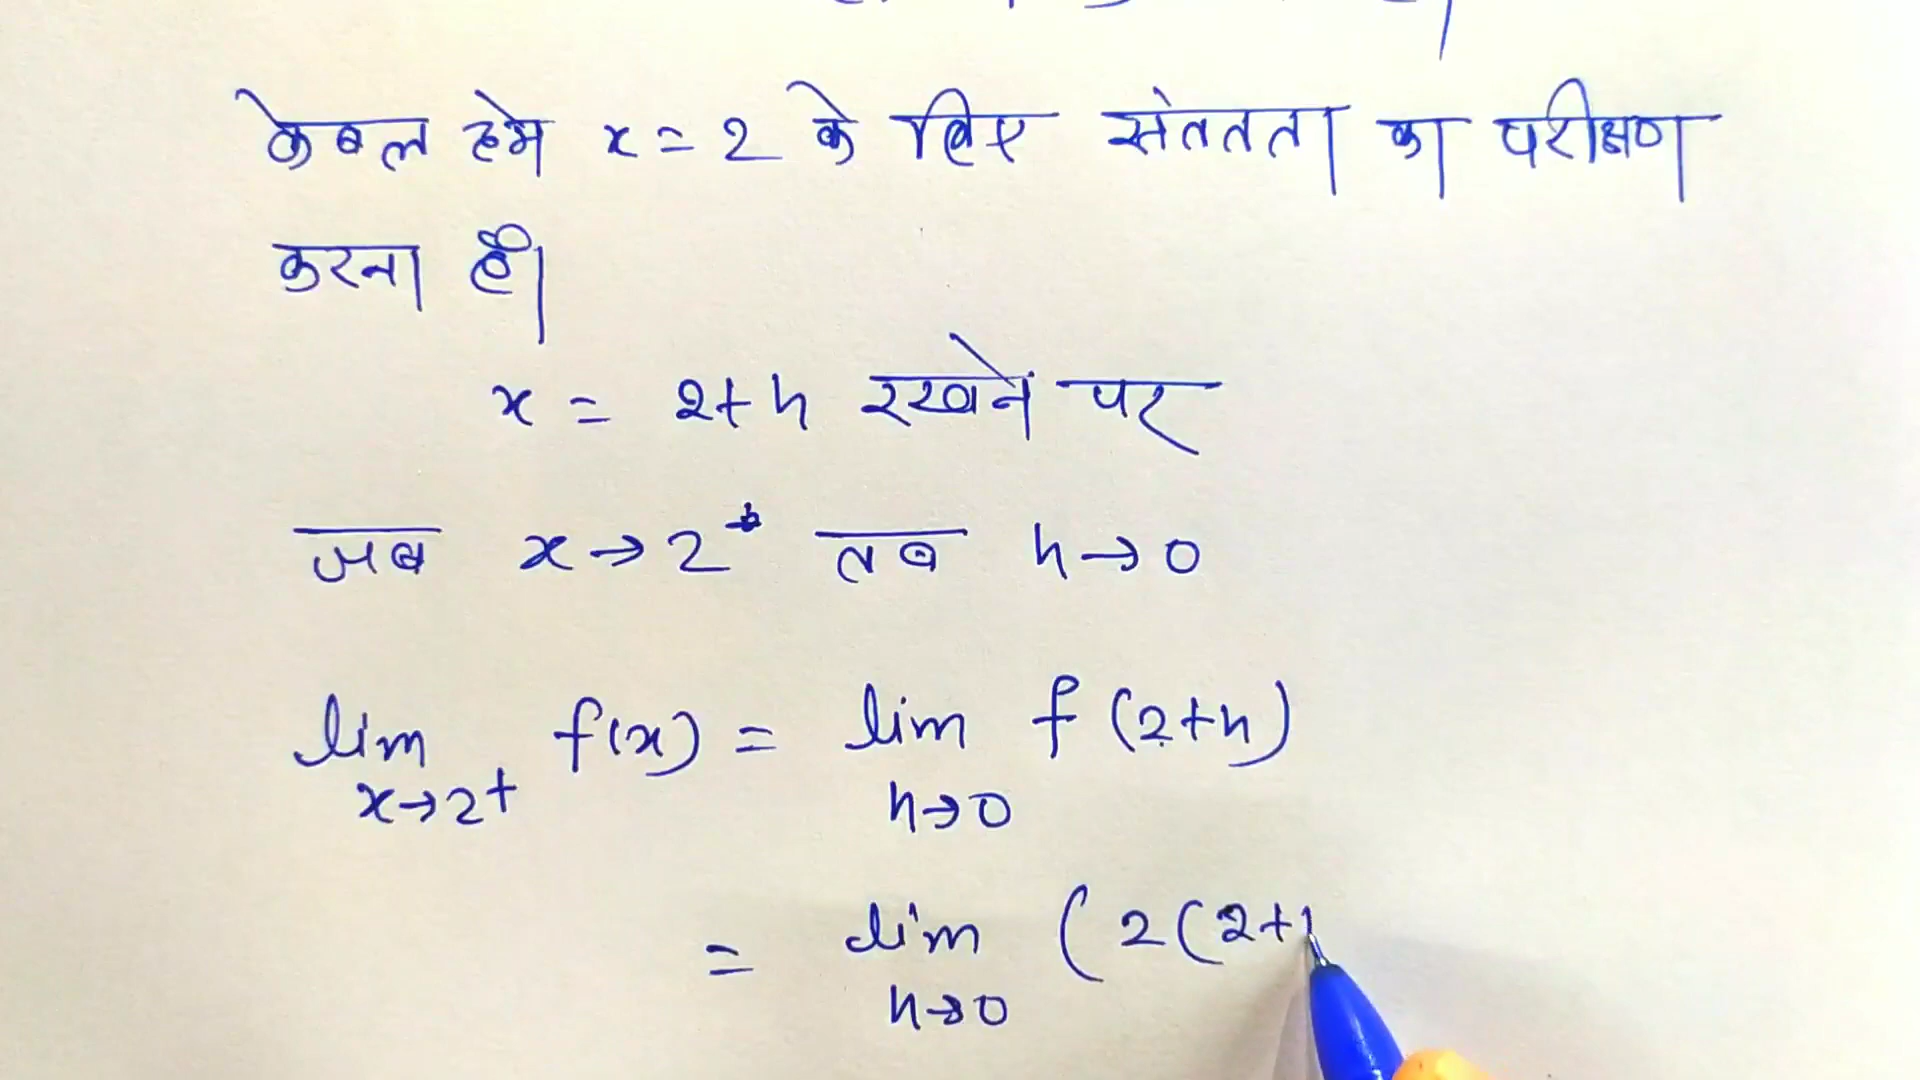 केवल हमे x = 2 के लिए संततता का परीक्षण
करना है।
x = 2+h रखने पर
जब x→2⁺ तब h→0
lim f(x) = lim f(2+h)
x→2+ h→0
= lim (2(2+
h→0